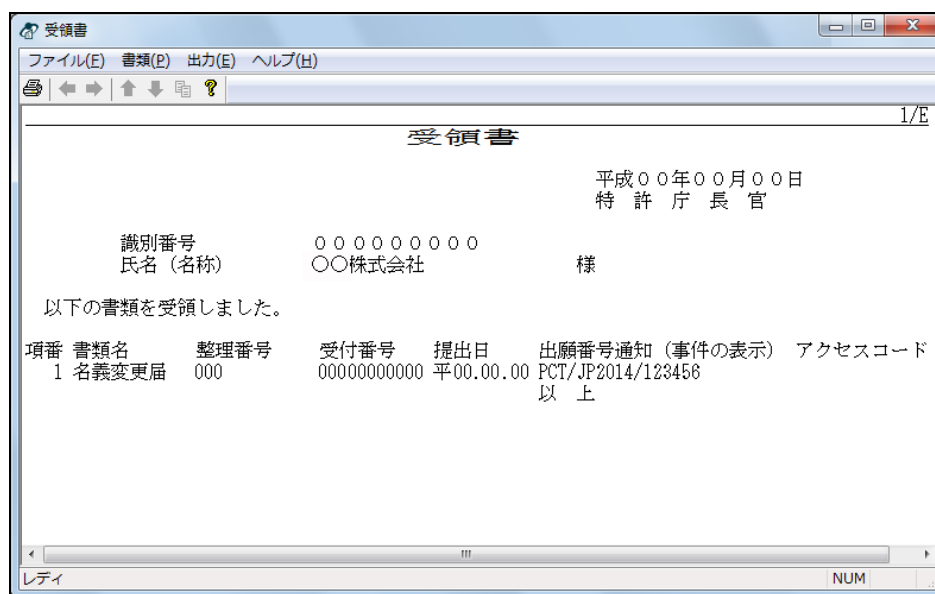 受領書
ファイル(F) 書類(P) 出力(E) ヘルプ(H)
1/E
受領書
平成００年００月００日
特 許 庁 長 官
識別番号 ０００００００００
氏名（名称） 〇〇株式会社 様
以下の書類を受領しました。
項番 書類名 整理番号 受付番号 提出日 出願番号通知（事件の表示） アクセスコード
1 名義変更届 000 00000000000 平00.00.00 PCT/JP2014/123456
以 上
レディ NUM